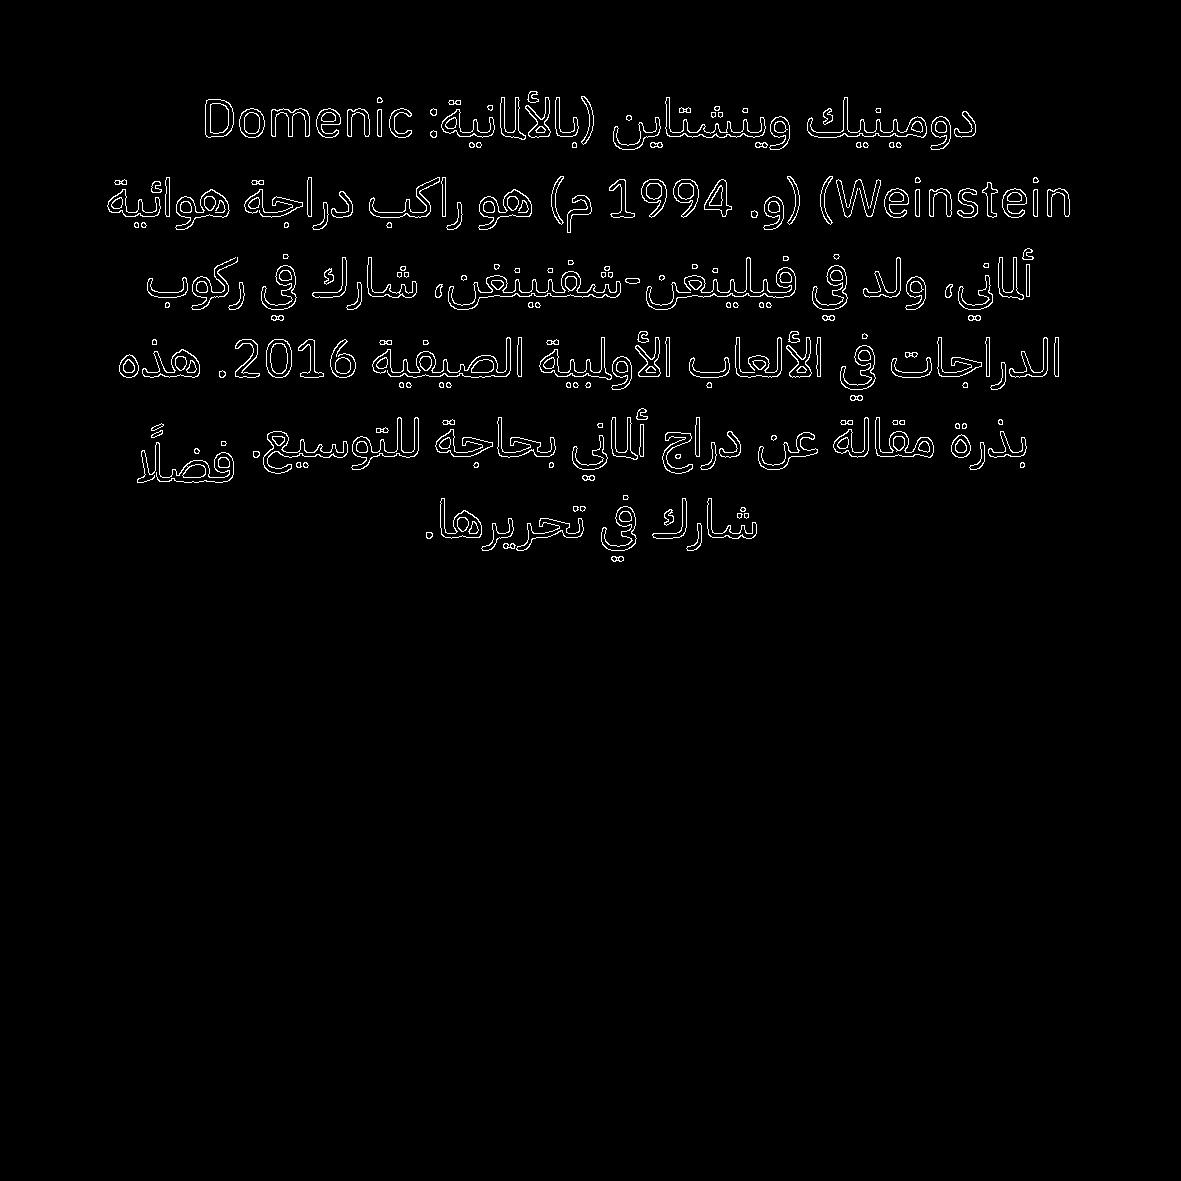 دومينيك وينشتاين (بالألمانية: Domenic
Weinstein) (و. 1994 م) هو راكب دراجة هوائية
ألماني، ولد في فيلينغن-شفنينغن، شارك في ركوب
الدراجات في الألعاب الأولمبية الصيفية 2016. هذه
بذرة مقالة عن دراج ألماني بحاجة للتوسيع. فضلًا
شارك في تحريرها.